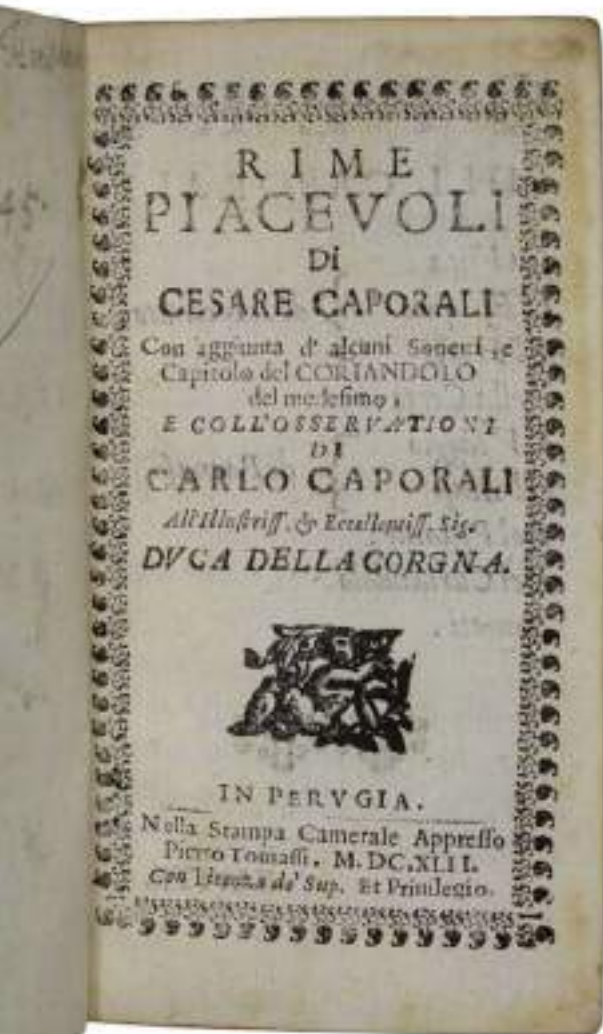 45.
RIME
PIACEVOLI
Di
CESARE CAPORALI
Con aggiunta d' alcuni Sonetti, e
Capitolo del CORIANDOLO
del medesimo,
E COLL'OSSERVATIONI
DI
CARLO CAPORALI
All'Illustriss. & Eccellentiss. Sig.
DVCA DELLA CORGNA.
IN PERVGIA.
Nella Stampa Camerale Appresso
Pietro Tomassi. M. DC. XLII.
Con Licenza de' Sup. Et Priuilegio.